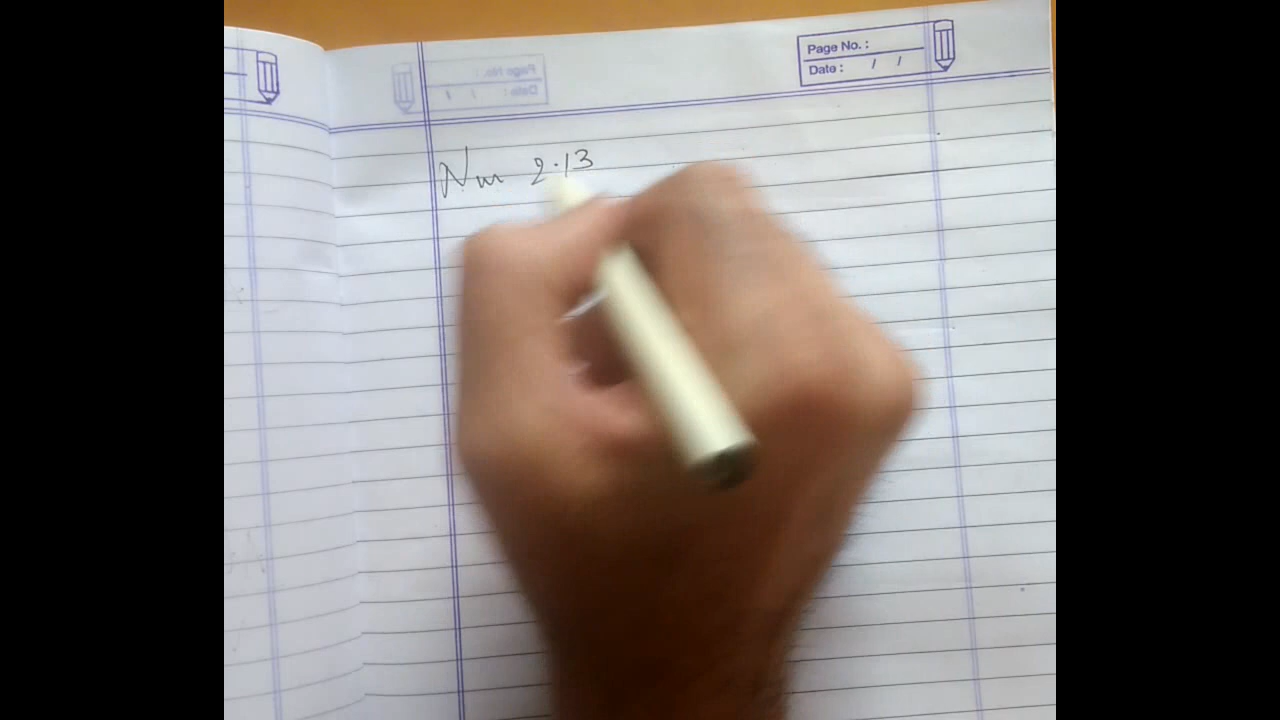 Page No. :
Date : / /
Num 2.13